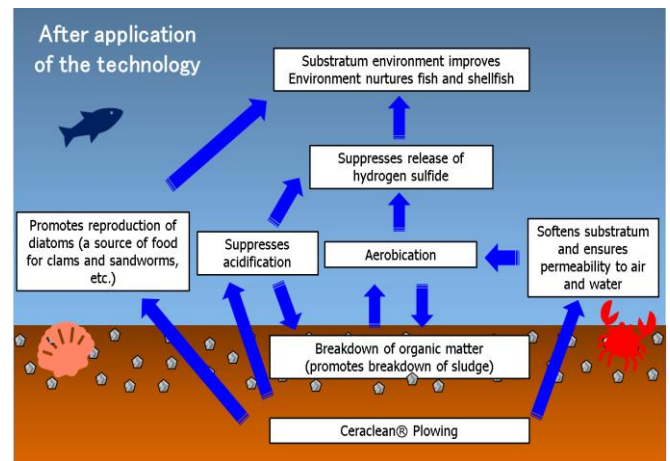 After application
of the technology
Substratum environment improves
Environment nurtures fish and shellfish
Suppresses release of
hydrogen sulfide
Promotes reproduction of
diatoms (a source of food
for clams and sandworms,
etc.)
Suppresses
acidification
Aerobication
Softens substratum
and ensures
permeability to air
and water
Breakdown of organic matter
(promotes breakdown of sludge)
Ceraclean® Plowing